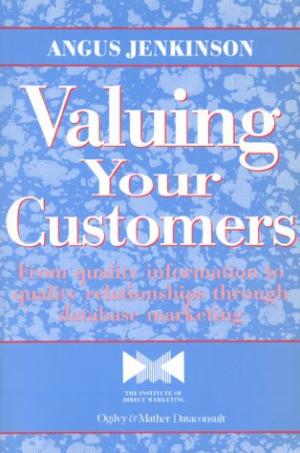 ANGUS JENKINSON
Valuing
Your
Customers
From quality information to
quality relationships through
database marketing
THE INSTITUTE OF
DIRECT MARKETING
Ogilvy & Mather Dataconsult